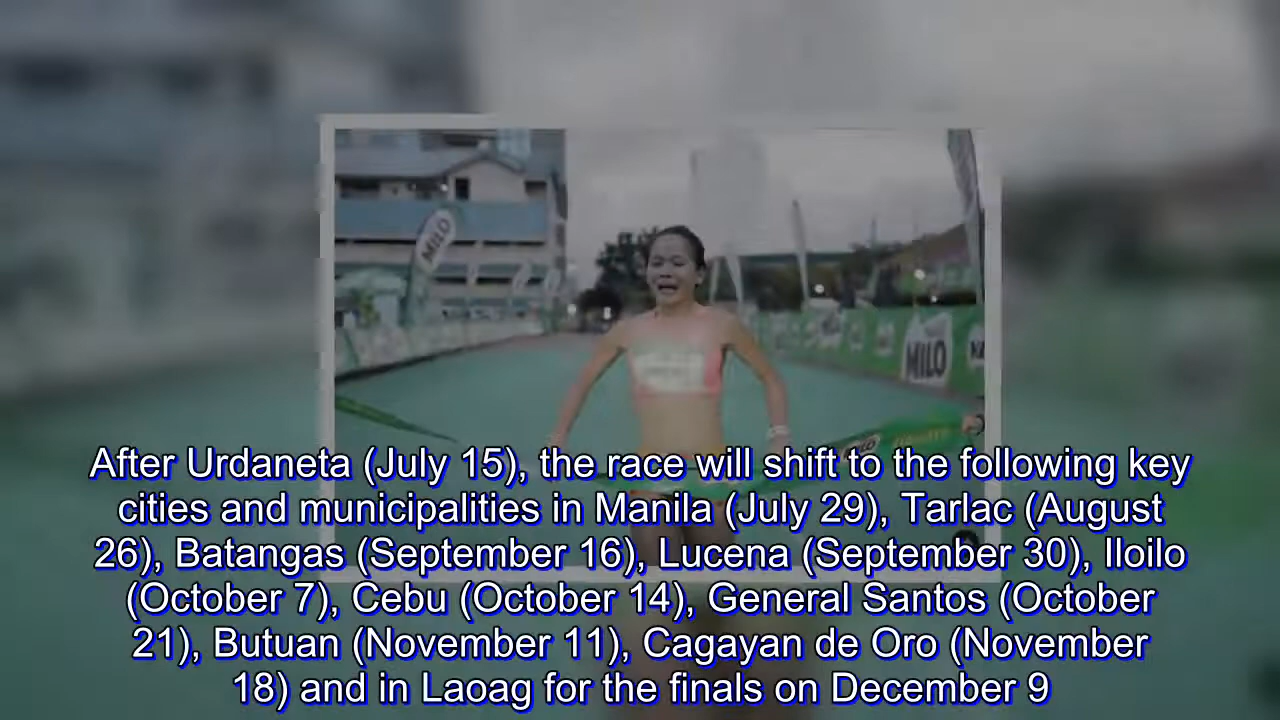 MILO
MILO
After Urdaneta (July 15), the race will shift to the following key
cities and municipalities in Manila (July 29), Tarlac (August
26), Batangas (September 16), Lucena (September 30), Iloilo
(October 7), Cebu (October 14), General Santos (October
21), Butuan (November 11), Cagayan de Oro (November
18) and in Laoag for the finals on December 9